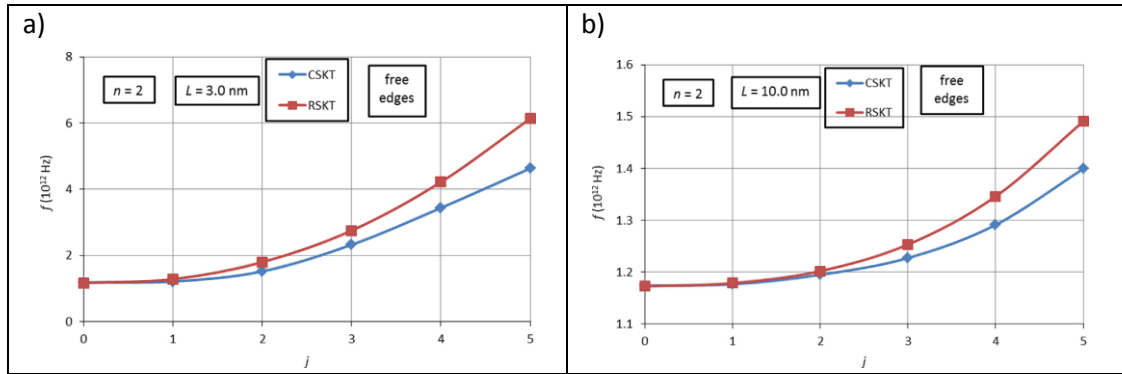 a)
8
6
4
2
0
f (10¹² Hz)
n = 2
L = 3.0 nm
CSKT
RSKT
free
edges
0 1 2 3 4 5
j
b)
1.6
1.5
1.4
1.3
1.2
1.1
f (10¹² Hz)
n = 2
L = 10.0 nm
CSKT
RSKT
free
edges
0 1 2 3 4 5
j